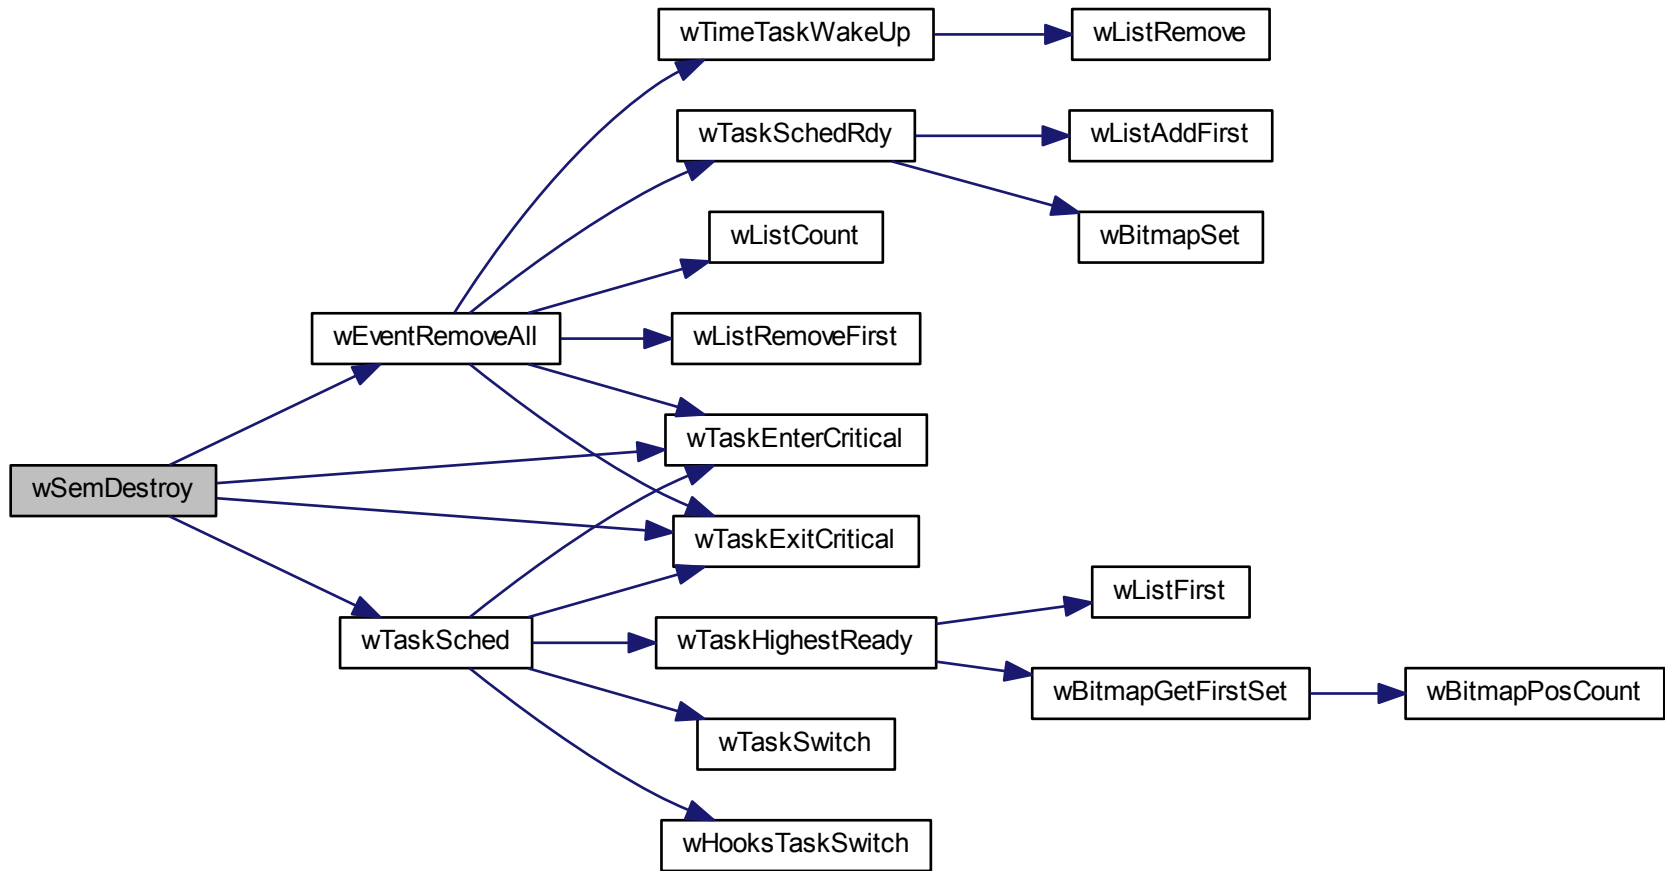 wTimeTaskWakeUp
wListRemove
wTaskSchedRdy
wListAddFirst
wListCount
wBitmapSet
wEventRemoveAll
wListRemoveFirst
wTaskEnterCritical
wSemDestroy
wTaskExitCritical
wListFirst
wTaskSched
wTaskHighestReady
wBitmapGetFirstSet
wBitmapPosCount
wTaskSwitch
wHooksTaskSwitch